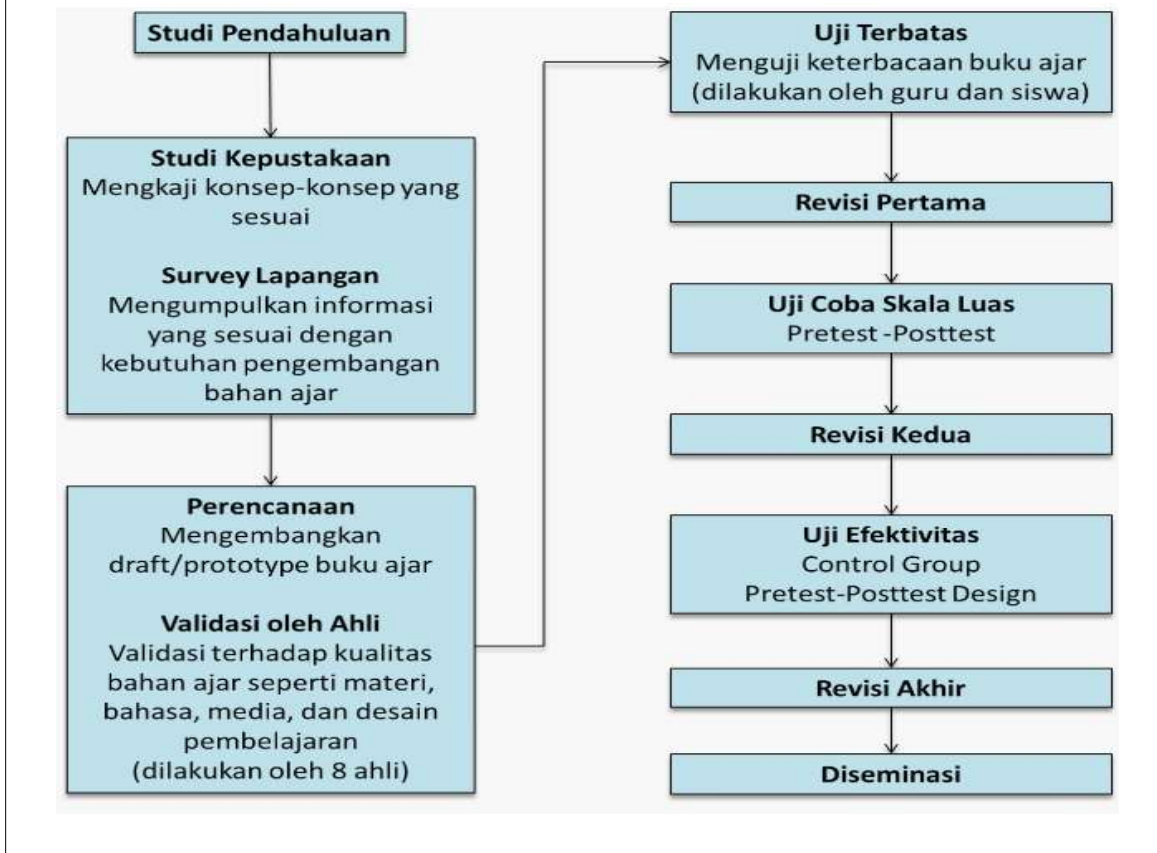 Studi Pendahuluan
Studi Kepustakaan
Mengkaji konsep-konsep yang
sesuai
Survey Lapangan
Mengumpulkan informasi
yang sesuai dengan
kebutuhan pengembangan
bahan ajar
Perencanaan
Mengembangkan
draft/prototype buku ajar
Validasi oleh Ahli
Validasi terhadap kualitas
bahan ajar seperti materi,
bahasa, media, dan desain
pembelajaran
(dilakukan oleh 8 ahli)
Uji Terbatas
Menguji keterbacaan buku ajar
(dilakukan oleh guru dan siswa)
Revisi Pertama
Uji Coba Skala Luas
Pretest -Posttest
Revisi Kedua
Uji Efektivitas
Control Group
Pretest-Posttest Design
Revisi Akhir
Diseminasi